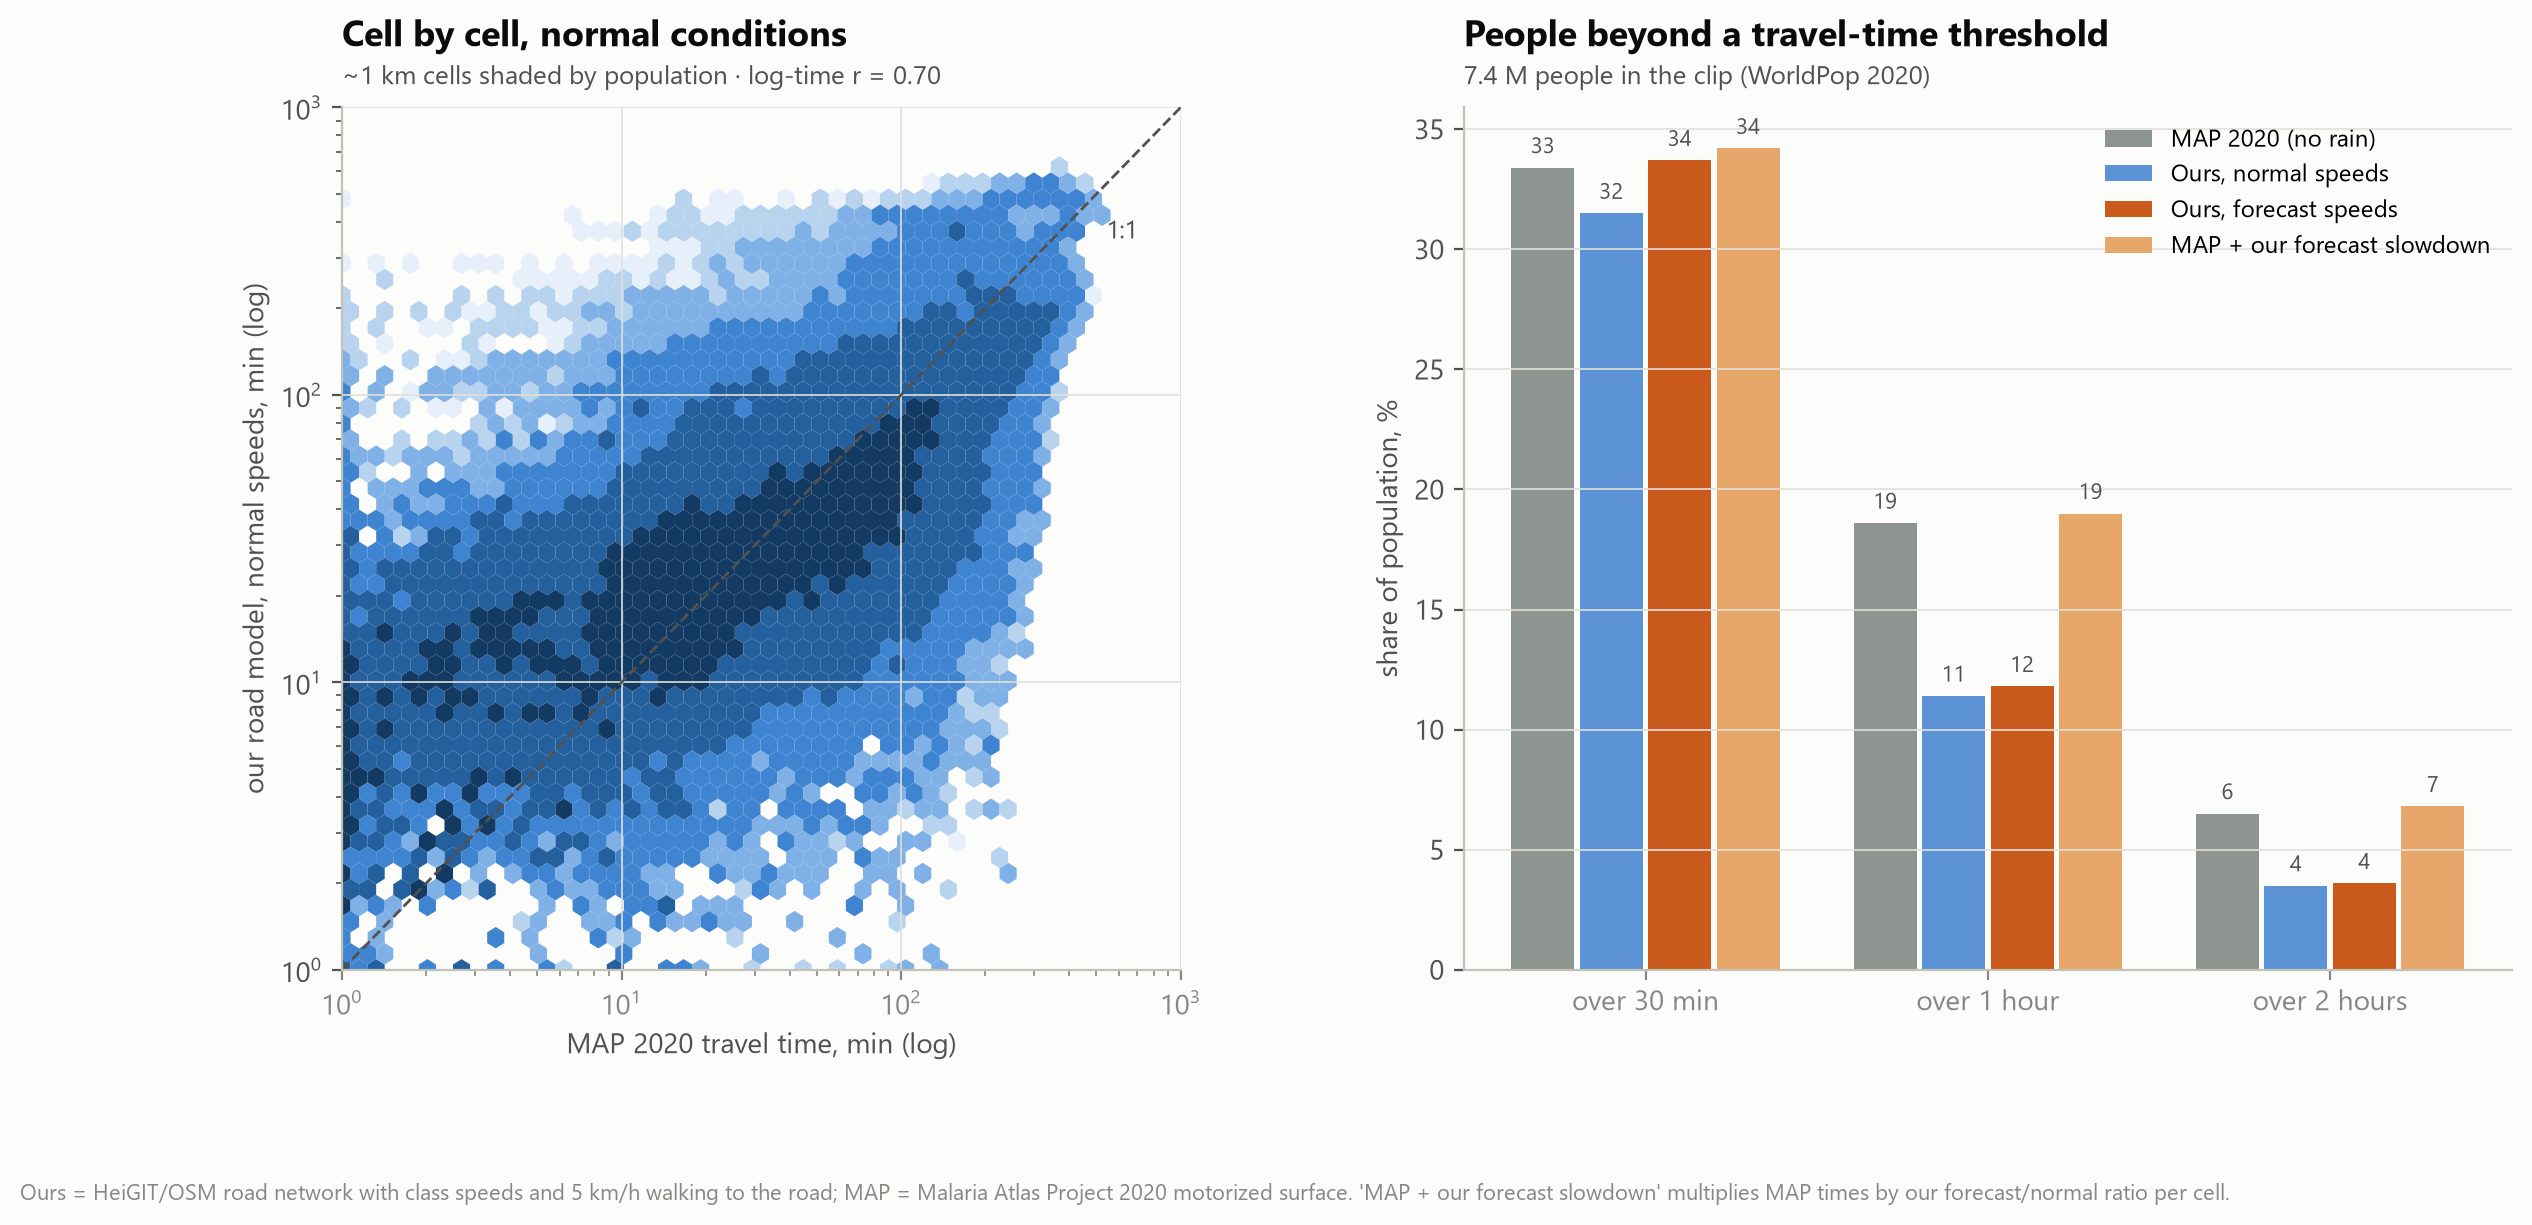 Cell by cell, normal conditions
~1 km cells shaded by population · log-time r = 0.70
10³
10²
10¹
10⁰
our road model, normal speeds, min (log)
1:1
10⁰ 10¹ 10² 10³
MAP 2020 travel time, min (log)
People beyond a travel-time threshold
7.4 M people in the clip (WorldPop 2020)
MAP 2020 (no rain)
Ours, normal speeds
Ours, forecast speeds
MAP + our forecast slowdown
35
30
25
20
15
10
5
0
share of population, %
33 32 34 34
19 11 12 19
6 4 4 7
over 30 min over 1 hour over 2 hours
Ours = HeiGIT/OSM road network with class speeds and 5 km/h walking to the road; MAP = Malaria Atlas Project 2020 motorized surface. 'MAP + our forecast slowdown' multiplies MAP times by our forecast/normal ratio per cell.